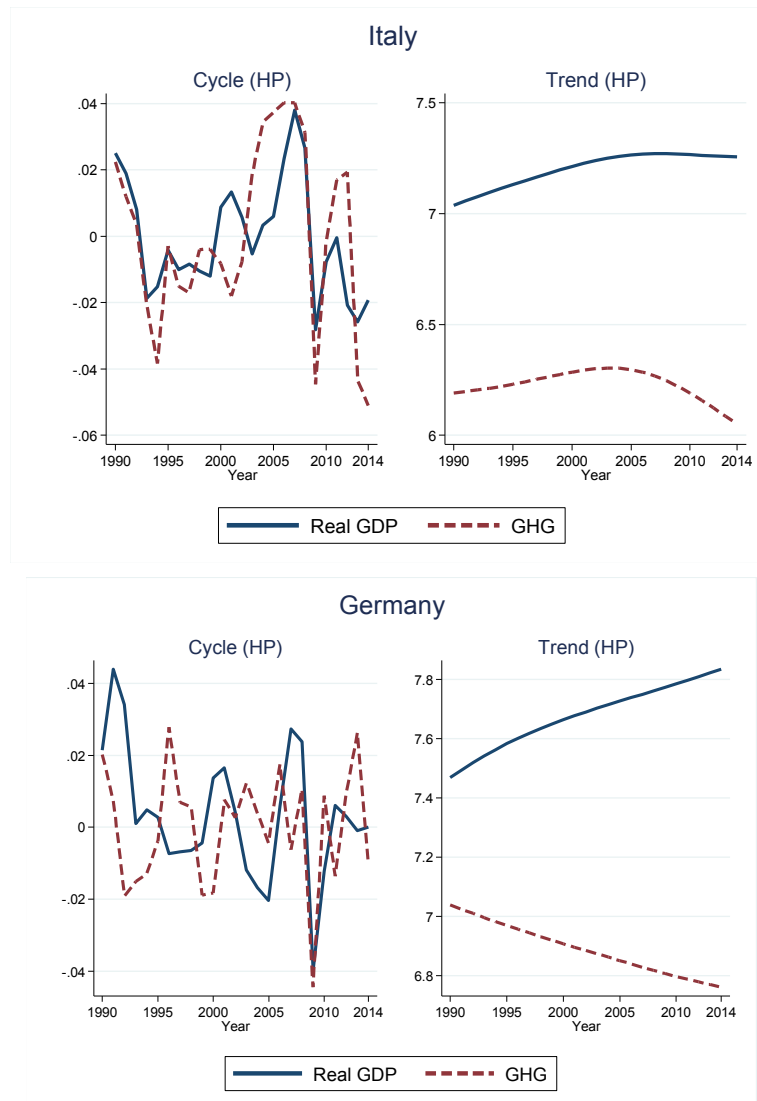 Italy
Cycle (HP)
.04
.02
0
-.02
-.04
-.06
1990 1995 2000 2005 2010 2014
Year
Trend (HP)
7.5
7
6.5
6
1990 1995 2000 2005 2010 2014
Year
Real GDP GHG
Germany
Cycle (HP)
.04
.02
0
-.02
-.04
1990 1995 2000 2005 2010 2014
Year
Trend (HP)
7.8
7.6
7.4
7.2
7
6.8
1990 1995 2000 2005 2010 2014
Year
Real GDP GHG